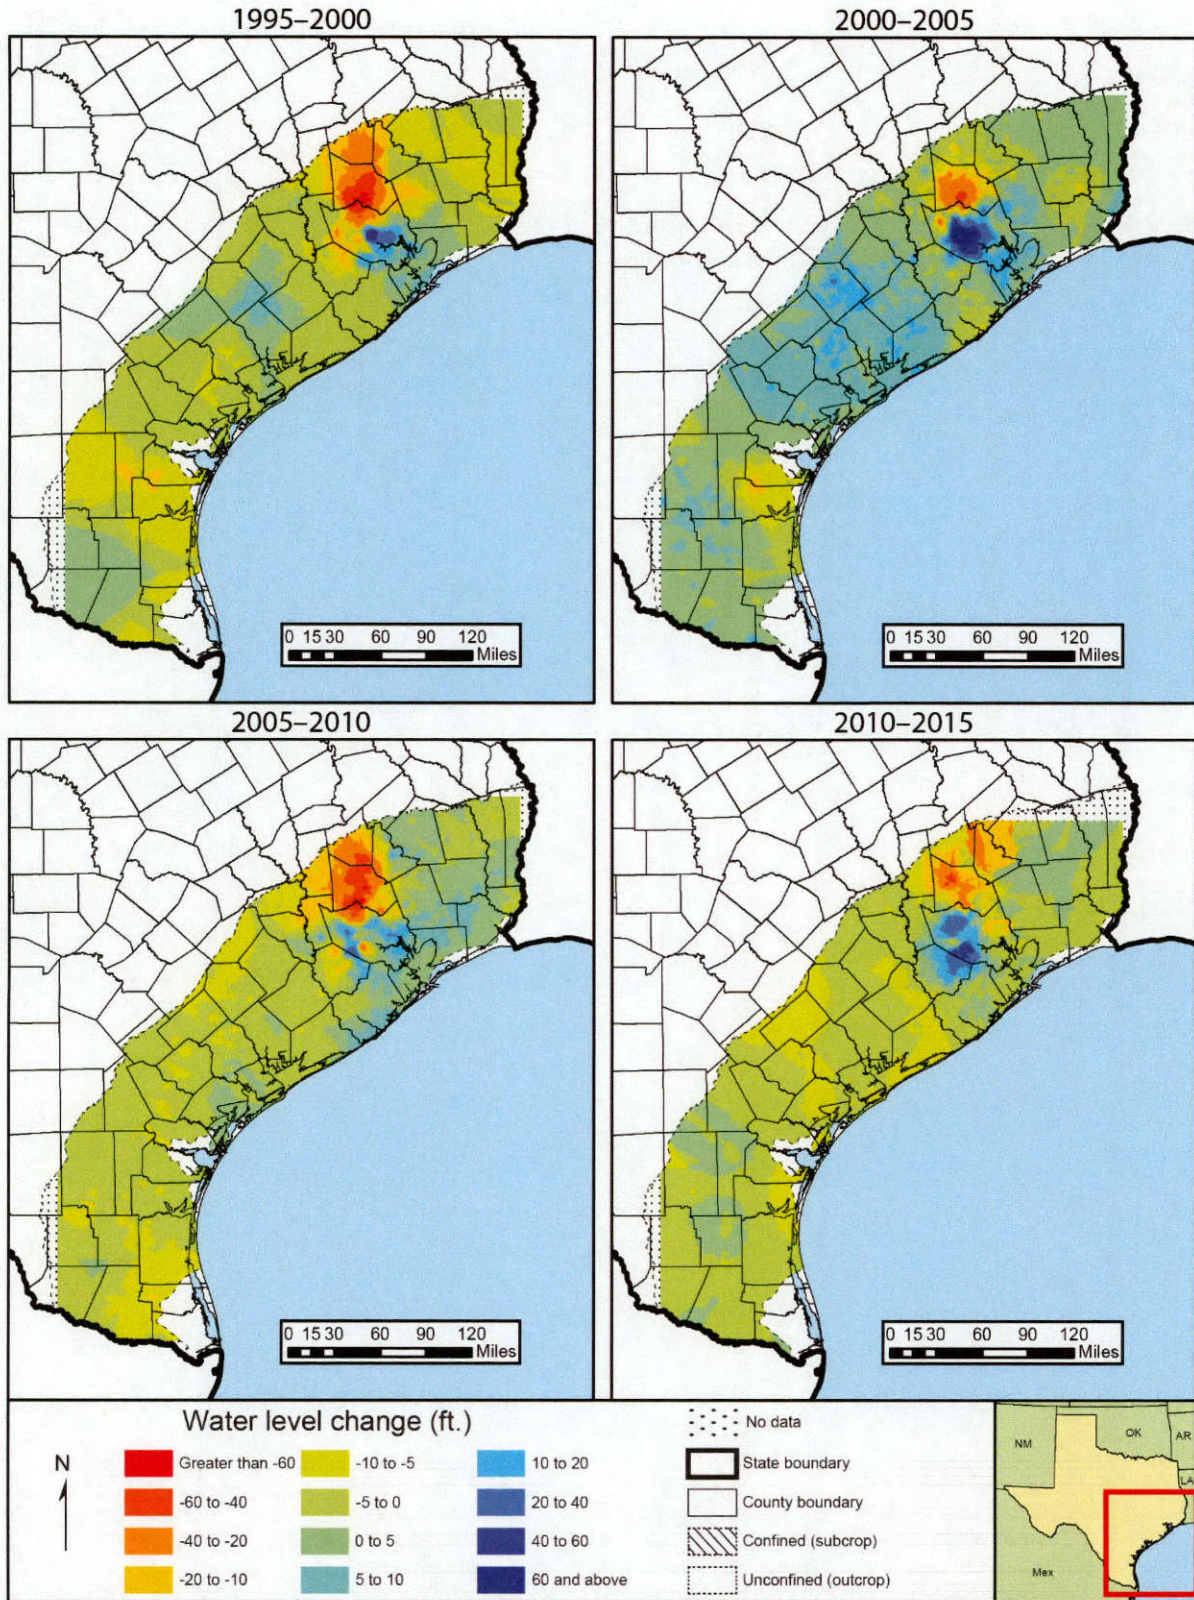 1995–2000
2000–2005
0 15 30 60 90 120
Miles
0 15 30 60 90 120
Miles
2005–2010
2010–2015
0 15 30 60 90 120
Miles
0 15 30 60 90 120
Miles
Water level change (ft.)
N
Greater than -60
-60 to -40
-40 to -20
-20 to -10
-10 to -5
-5 to 0
0 to 5
5 to 10
10 to 20
20 to 40
40 to 60
60 and above
No data
State boundary
County boundary
Confined (subcrop)
Unconfined (outcrop)
NM
OK
AR
LA
Mex